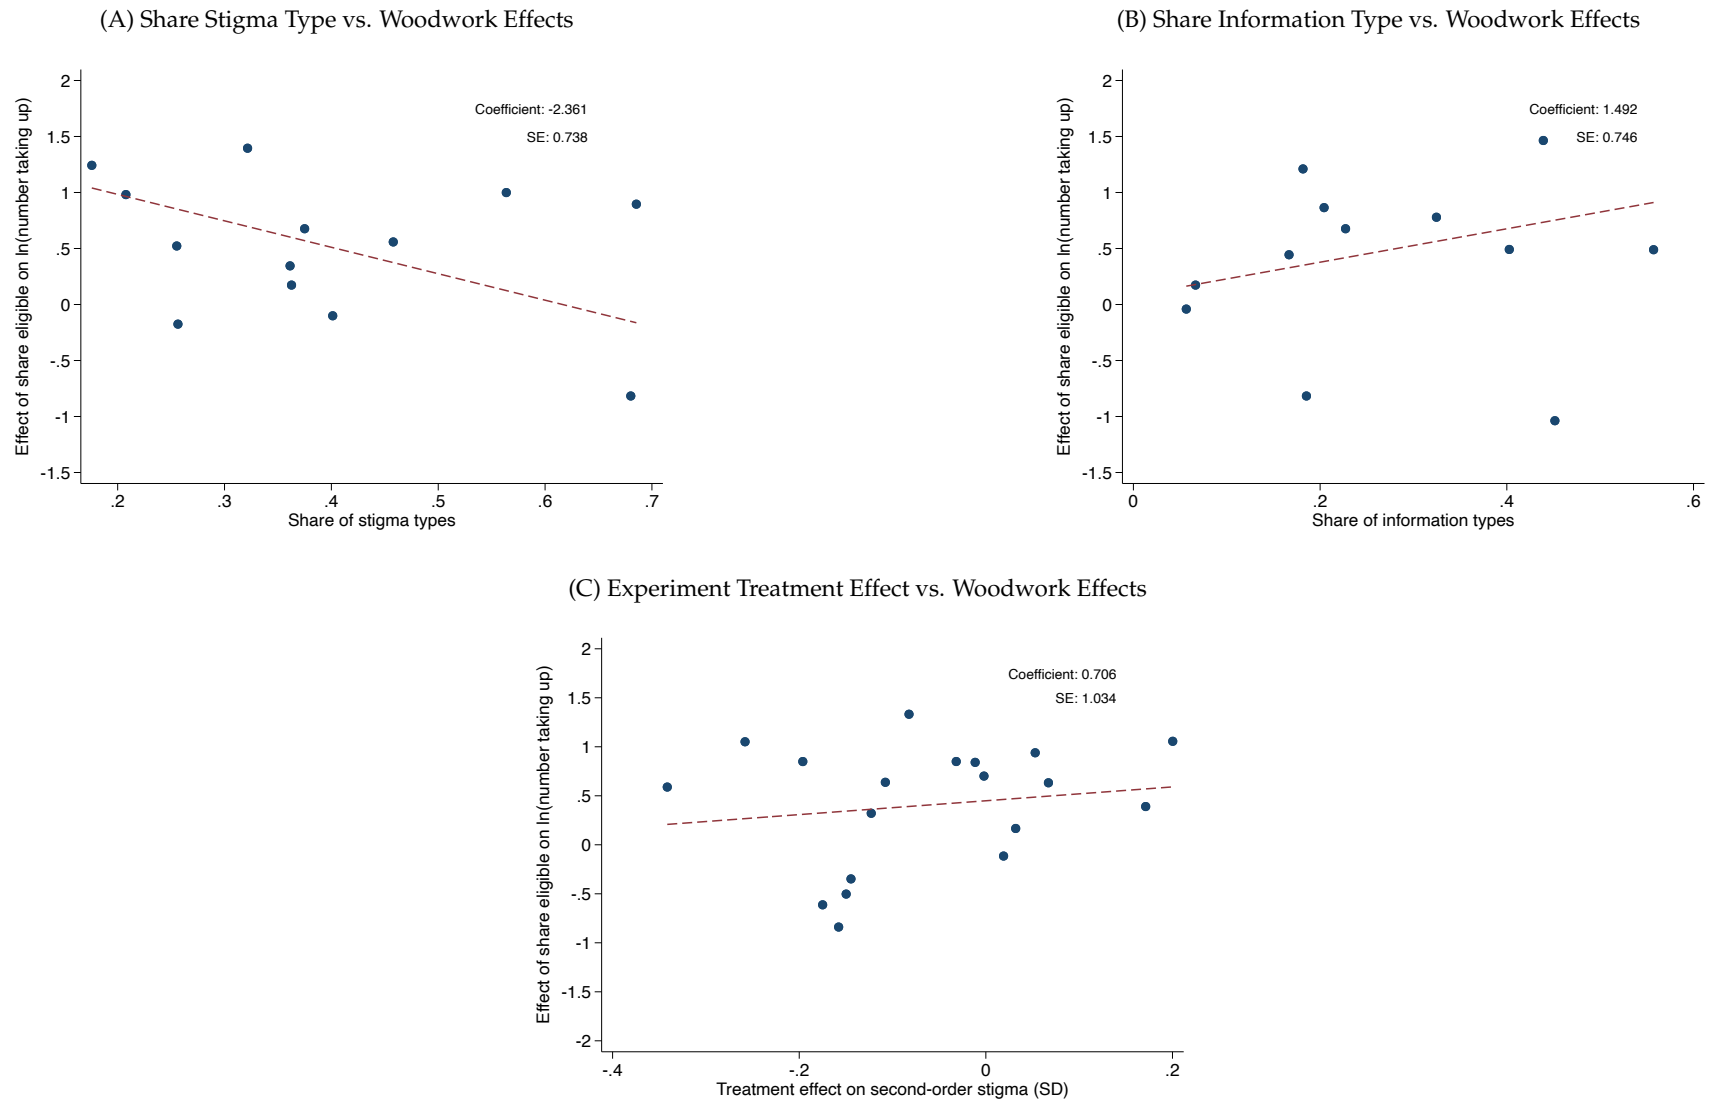 (A) Share Stigma Type vs. Woodwork Effects
Effect of share eligible on ln(number taking up)
2
1.5
1
.5
0
-.5
-1
-1.5
Coefficient: -2.361
SE: 0.738
.2 .3 .4 .5 .6 .7
Share of stigma types
(B) Share Information Type vs. Woodwork Effects
Effect of share eligible on ln(number taking up)
2
1.5
1
.5
0
-.5
-1
-1.5
Coefficient: 1.492
SE: 0.746
0 .2 .4 .6
Share of information types
(C) Experiment Treatment Effect vs. Woodwork Effects
Effect of share eligible on ln(number taking up)
2
1.5
1
.5
0
-.5
-1
-1.5
-2
Coefficient: 0.706
SE: 1.034
-.4 -.2 0 .2
Treatment effect on second-order stigma (SD)